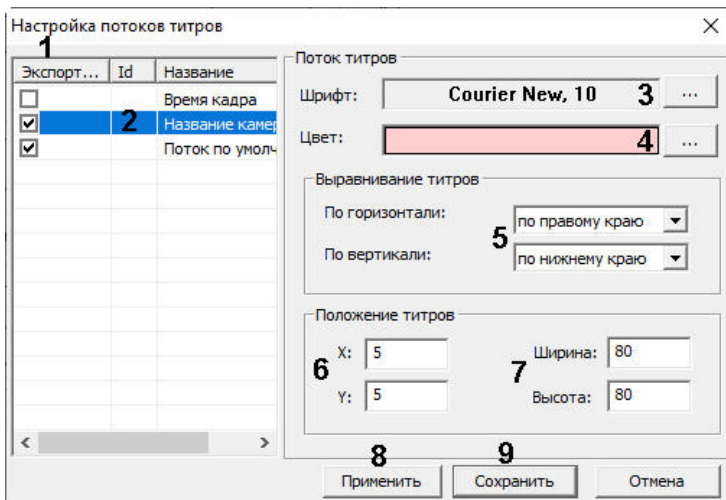 Настройка потоков титров
1
Экспорт... Id Название
Время кадра
2 Название камер
Поток по умолч
Поток титров
Шрифт: Courier New, 10 3 ...
Цвет: 4 ...
Выравнивание титров
По горизонтали: по правому краю
5
По вертикали: по нижнему краю
Положение титров
X: 5 Ширина: 80
6 7
Y: 5 Высота: 80
8 9
Применить Сохранить Отмена